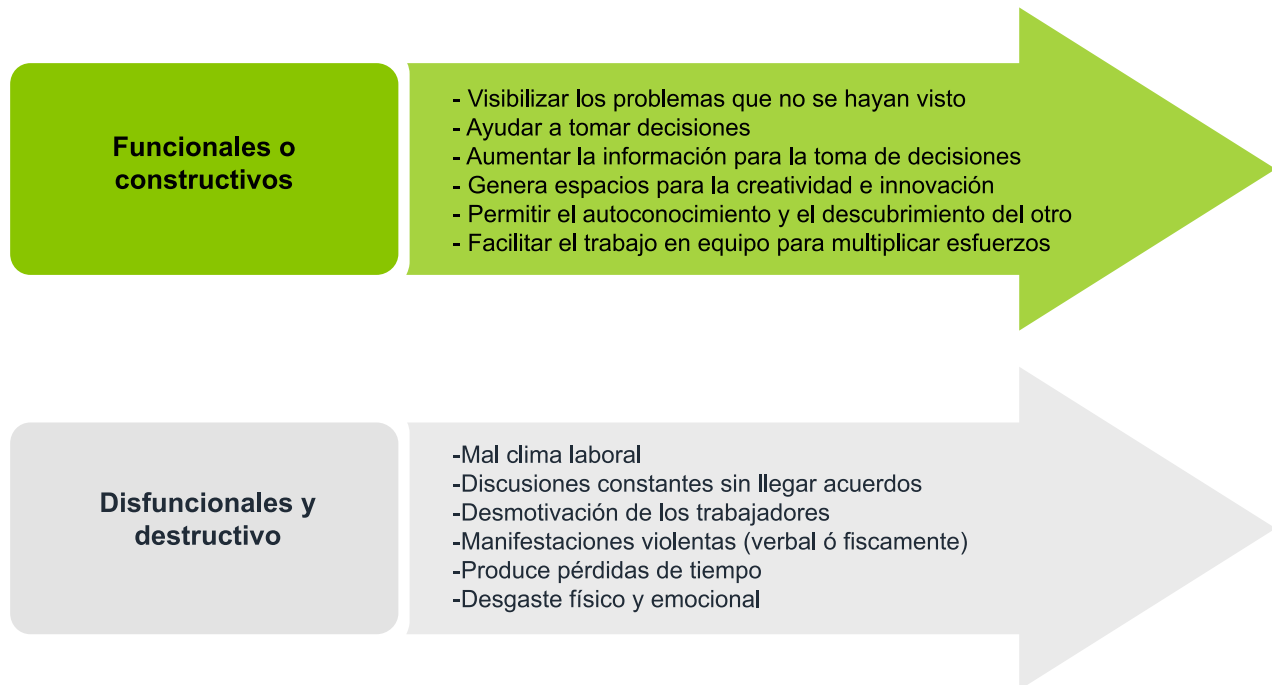 Funcionales o
constructivos
- Visibilizar los problemas que no se hayan visto
- Ayudar a tomar decisiones
- Aumentar la información para la toma de decisiones
- Genera espacios para la creatividad e innovación
- Permitir el autoconocimiento y el descubrimiento del otro
- Facilitar el trabajo en equipo para multiplicar esfuerzos
Disfuncionales y
destructivo
-Mal clima laboral
-Discusiones constantes sin llegar acuerdos
-Desmotivación de los trabajadores
-Manifestaciones violentas (verbal ó fiscamente)
-Produce pérdidas de tiempo
-Desgaste físico y emocional